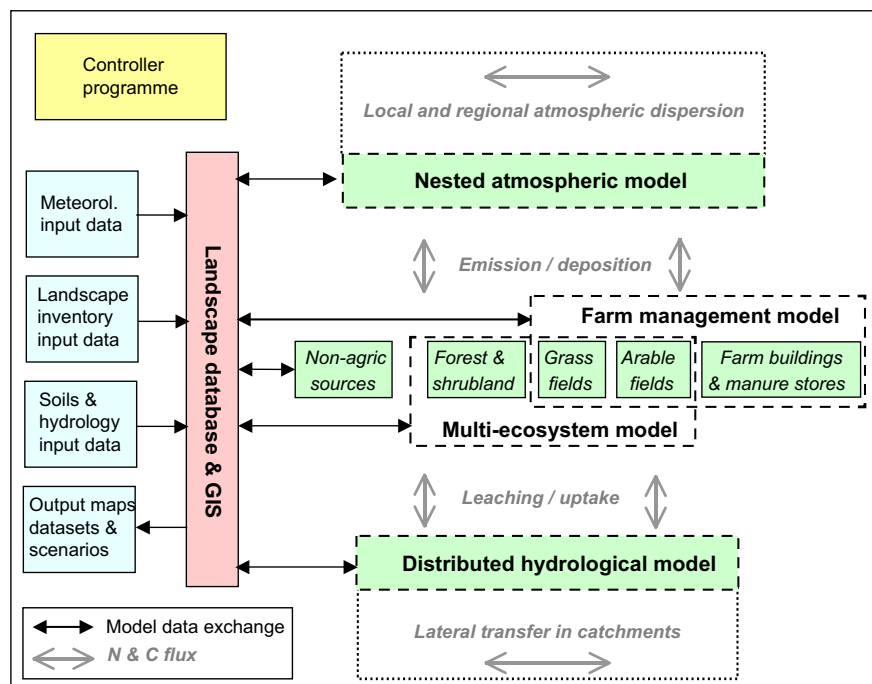 Controller
programme
Local and regional atmospheric dispersion
Nested atmospheric model
Meteorol.
input data
Emission / deposition
Landscape
inventory
input data
Landscape database & GIS
Farm management model
Non-agric
sources
Forest &
shrubland
Grass
fields
Arable
fields
Farm buildings
& manure stores
Multi-ecosystem model
Soils &
hydrology
input data
Leaching / uptake
Output maps
datasets &
scenarios
Distributed hydrological model
Lateral transfer in catchments
Model data exchange
N & C flux